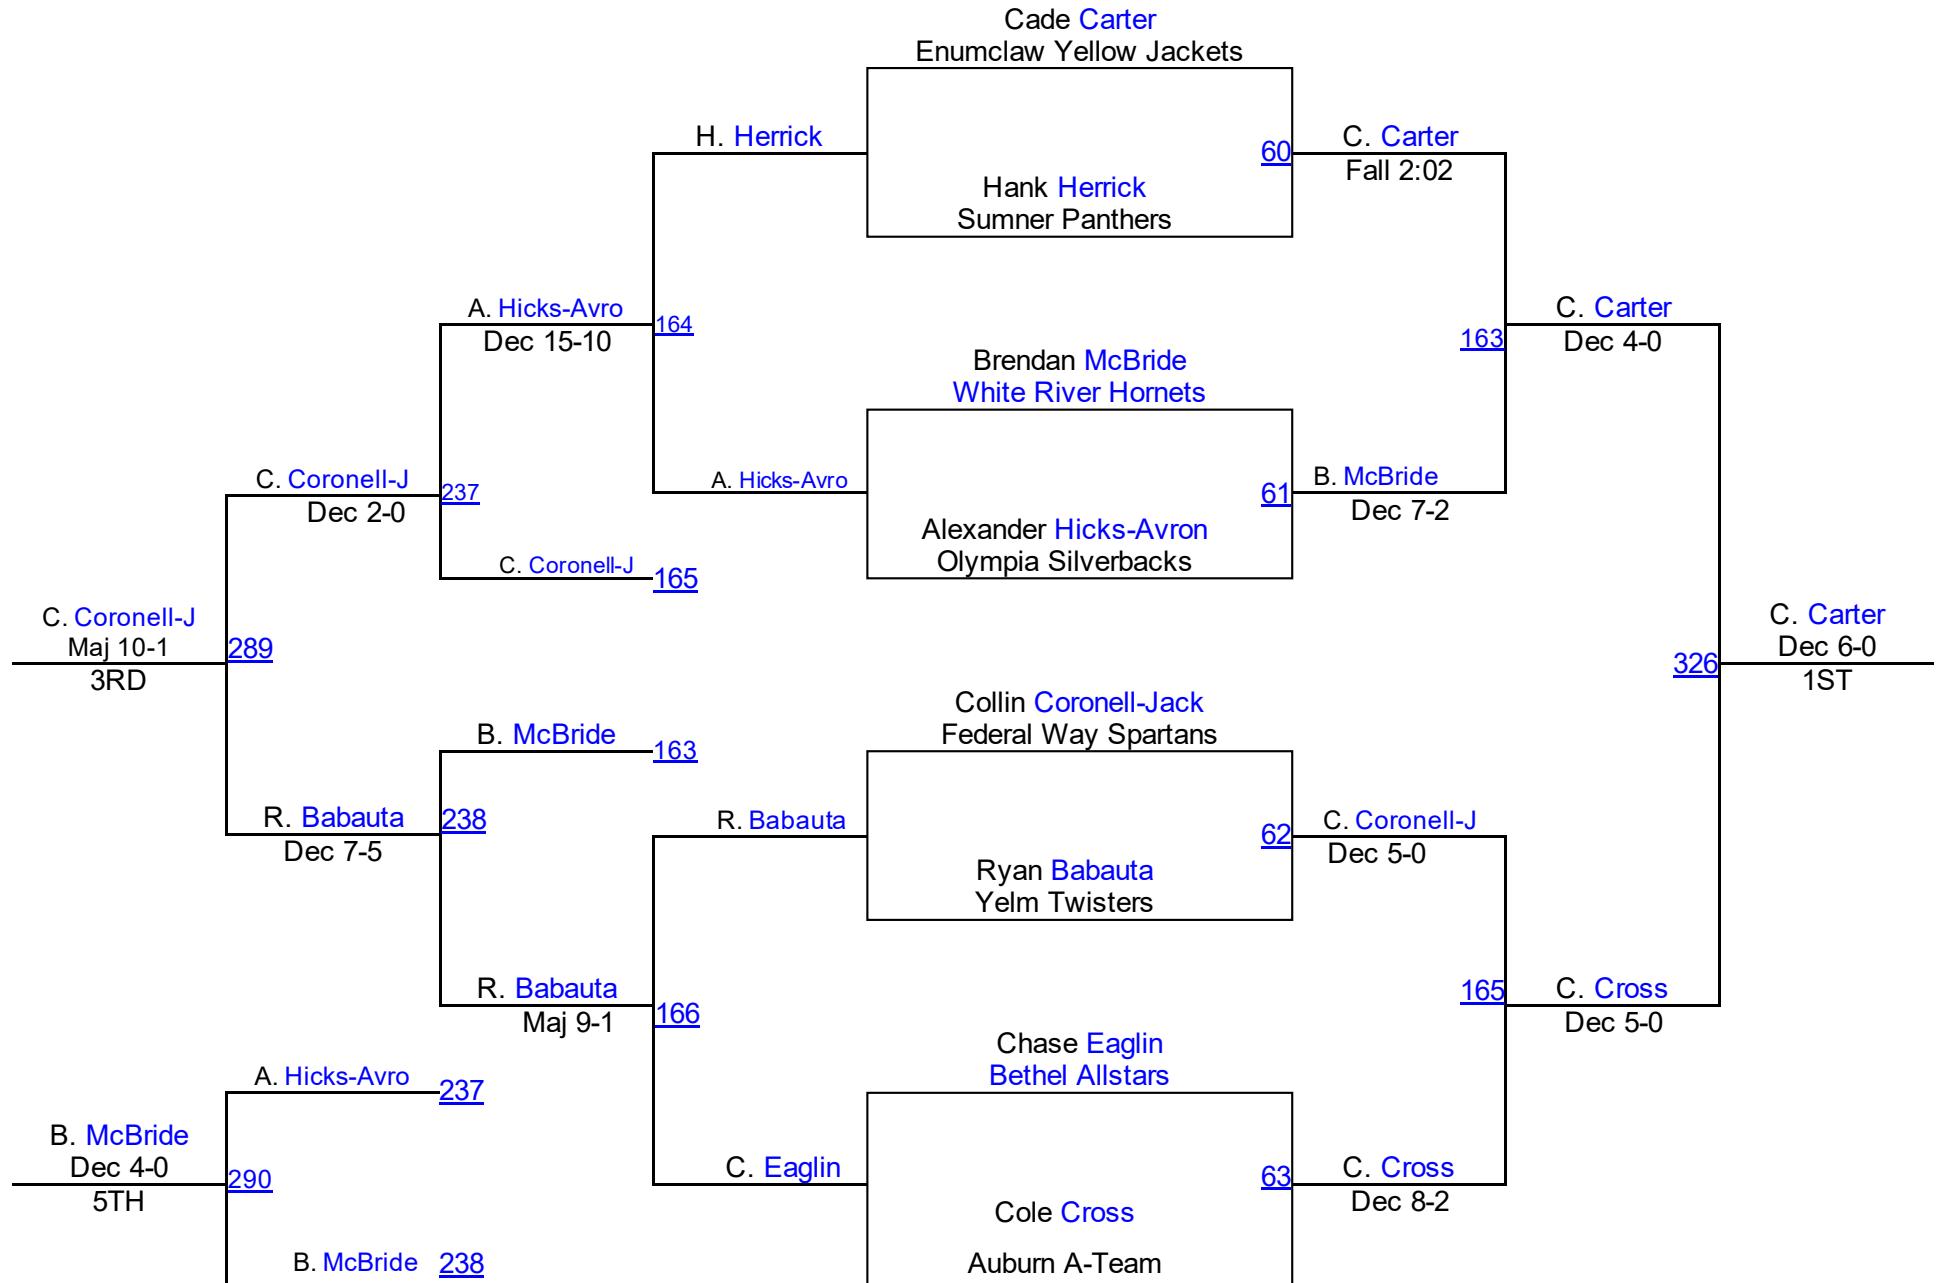 Cade Carter
Enumclaw Yellow Jackets
H. Herrick
60
C. Carter
Fall 2:02
Hank Herrick
Sumner Panthers
A. Hicks-Avro
Dec 15-10
164
C. Carter
Dec 4-0
163
Brendan McBride
White River Hornets
C. Coronell-J
Dec 2-0
237
A. Hicks-Avro
61
B. McBride
Dec 7-2
Alexander Hicks-Avron
Olympia Silverbacks
C. Coronell-J
165
C. Coronell-J
Maj 10-1
3RD
289
C. Carter
Dec 6-0
1ST
326
Collin Coronell-Jack
Federal Way Spartans
B. McBride
163
R. Babauta
Dec 7-5
238
R. Babauta
62
C. Coronell-J
Dec 5-0
Ryan Babauta
Yelm Twisters
R. Babauta
Maj 9-1
166
165
C. Cross
Dec 5-0
Chase Eaglin
Bethel Allstars
A. Hicks-Avro
237
B. McBride
Dec 4-0
5TH
290
C. Eaglin
63
C. Cross
Dec 8-2
Cole Cross
Auburn A-Team
B. McBride
238